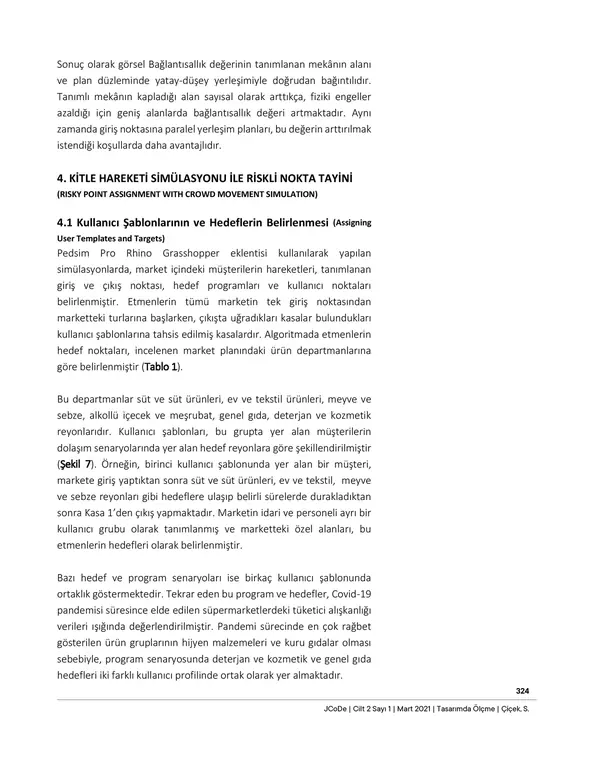 Sonuç olarak görsel Bağlantısallık değerinin tanımlanan mekânın alanı
ve plan düzleminde yatay-düşey yerleşimiyle doğrudan bağıntılıdır.
Tanımlı mekânın kapladığı alan sayısal olarak arttıkça, fiziki engeller
azaldığı için geniş alanlarda bağlantısallık değeri artmaktadır. Aynı
zamanda giriş noktasına paralel yerleşim planları, bu değerin arttırılmak
istendiği koşullarda daha avantajlıdır.
4. KİTLE HAREKETİ SİMÜLASYONU İLE RİSKLİ NOKTA TAYİNİ
(RISKY POINT ASSIGNMENT WITH CROWD MOVEMENT SIMULATION)
4.1 Kullanıcı Şablonlarının ve Hedeflerin Belirlenmesi (Assigning
User Templates and Targets)
Pedsim Pro Rhino Grasshopper eklentisi kullanılarak yapılan
simülasyonlarda, market içindeki müşterilerin hareketleri, tanımlanan
giriş ve çıkış noktası, hedef programları ve kullanıcı noktaları
belirlenmiştir. Etmenlerin tümü marketin tek giriş noktasından
marketteki turlarına başlarken, çıkışta uğradıkları kasalar bulundukları
kullanıcı şablonlarına tahsis edilmiş kasalardır. Algoritmada etmenlerin
hedef noktaları, incelenen market planındaki ürün departmanlarına
göre belirlenmiştir (Tablo 1).
Bu departmanlar süt ve süt ürünleri, ev ve tekstil ürünleri, meyve ve
sebze, alkollü içecek ve meşrubat, genel gıda, deterjan ve kozmetik
reyonlarıdır. Kullanıcı şablonları, bu grupta yer alan müşterilerin
dolaşım senaryolarında yer alan hedef reyonlara göre şekillendirilmiştir
(Şekil 7). Örneğin, birinci kullanıcı şablonunda yer alan bir müşteri,
markete giriş yaptıktan sonra süt ve süt ürünleri, ev ve tekstil, meyve
ve sebze reyonları gibi hedeflere ulaşıp belirli sürelerde durakladıktan
sonra Kasa 1’den çıkış yapmaktadır. Marketin idari ve personeli ayrı bir
kullanıcı grubu olarak tanımlanmış ve marketteki özel alanları, bu
etmenlerin hedefleri olarak belirlenmiştir.
Bazı hedef ve program senaryoları ise birkaç kullanıcı şablonunda
ortaklık göstermektedir. Tekrar eden bu program ve hedefler, Covid-19
pandemisi süresince elde edilen süpermarketlerdeki tüketici alışkanlığı
verileri ışığında değerlendirilmiştir. Pandemi sürecinde en çok rağbet
gösterilen ürün gruplarının hijyen malzemeleri ve kuru gıdalar olması
sebebiyle, program senaryosunda deterjan ve kozmetik ve genel gıda
hedefleri iki farklı kullanıcı profilinde ortak olarak yer almaktadır.
324
JCoDe | Cilt 2 Sayı 1 | Mart 2021 | Tasarımda Ölçme | Çiçek, S.